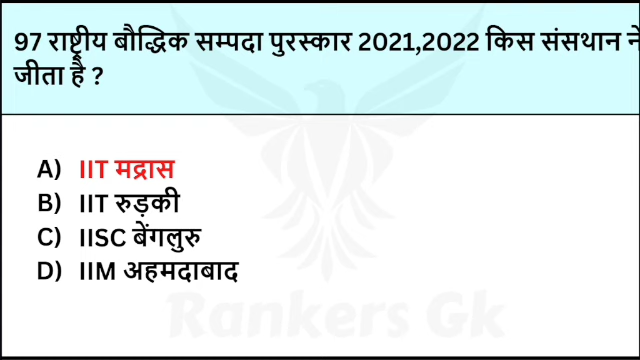 97 राष्ट्रीय बौद्धिक सम्पदा पुरस्कार 2021,2022 किस संसथान ने
जीता है ?
A) IIT मद्रास
B) IIT रुड़की
C) IISC बेंगलुरु
D) IIM अहमदाबाद
Rankers Gk